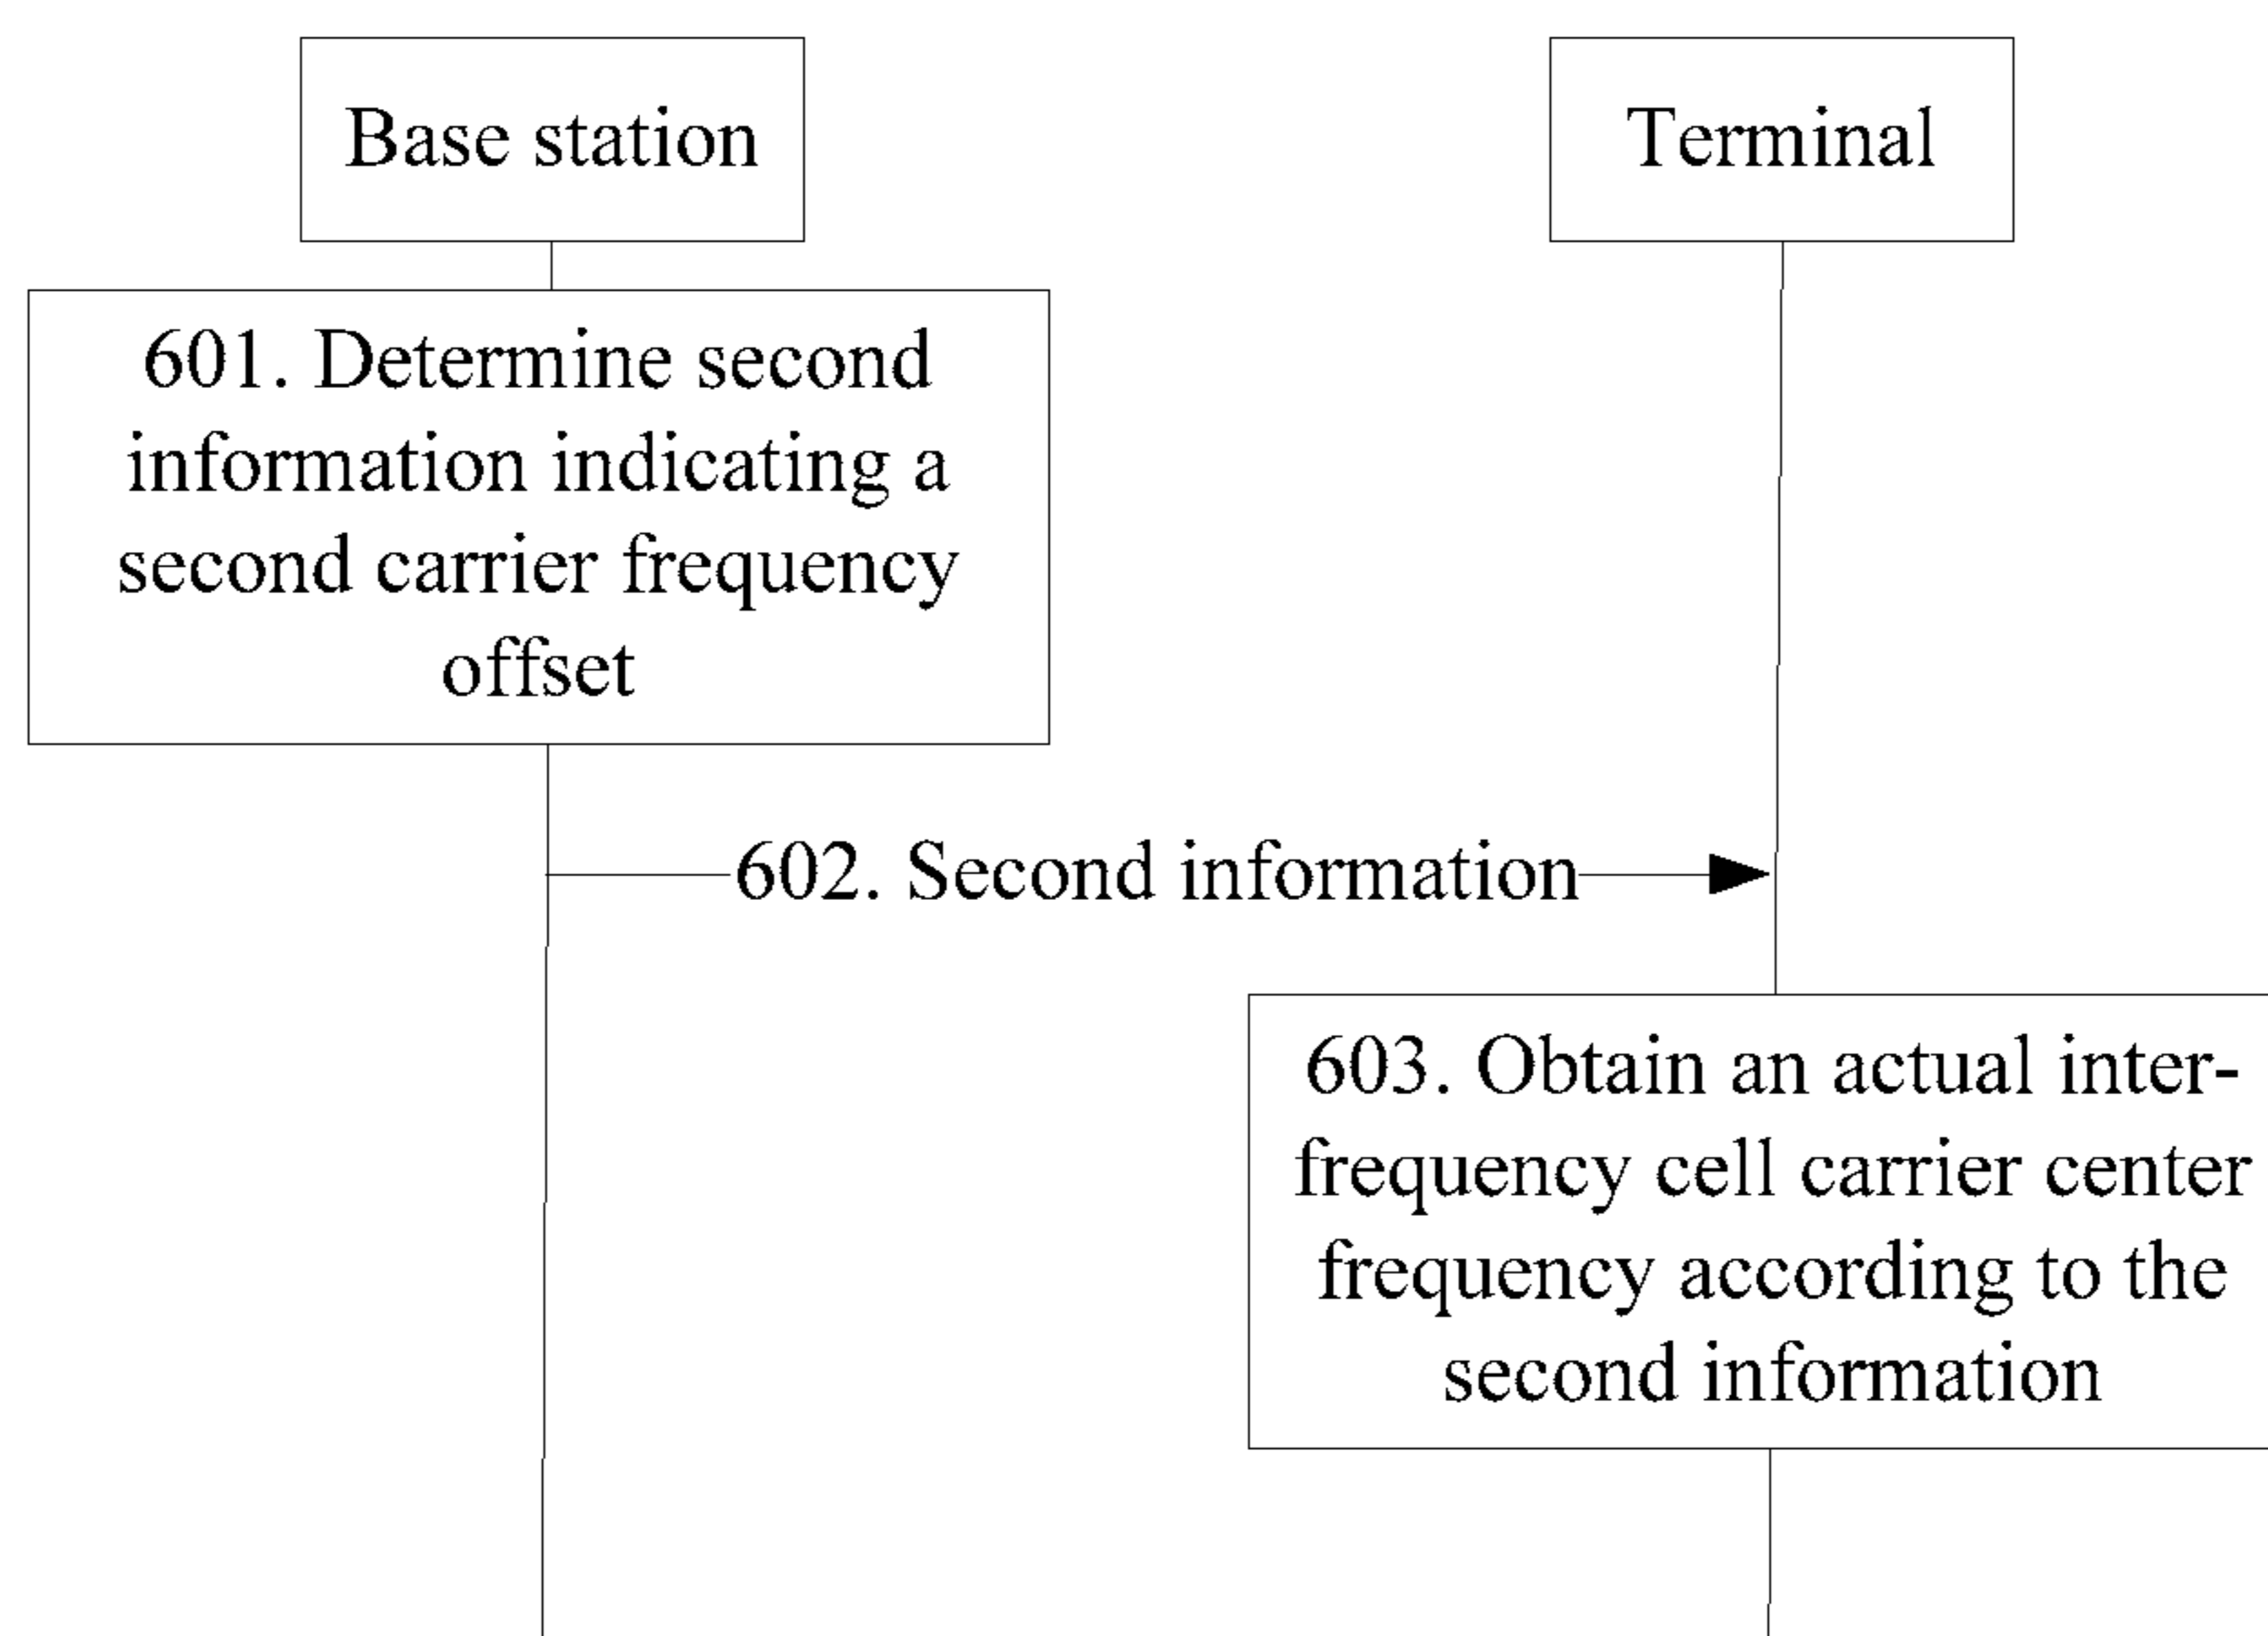 Base station
Terminal
601. Determine second
information indicating a
second carrier frequency
offset
602. Second information
603. Obtain an actual inter-
frequency cell carrier center
frequency according to the
second information